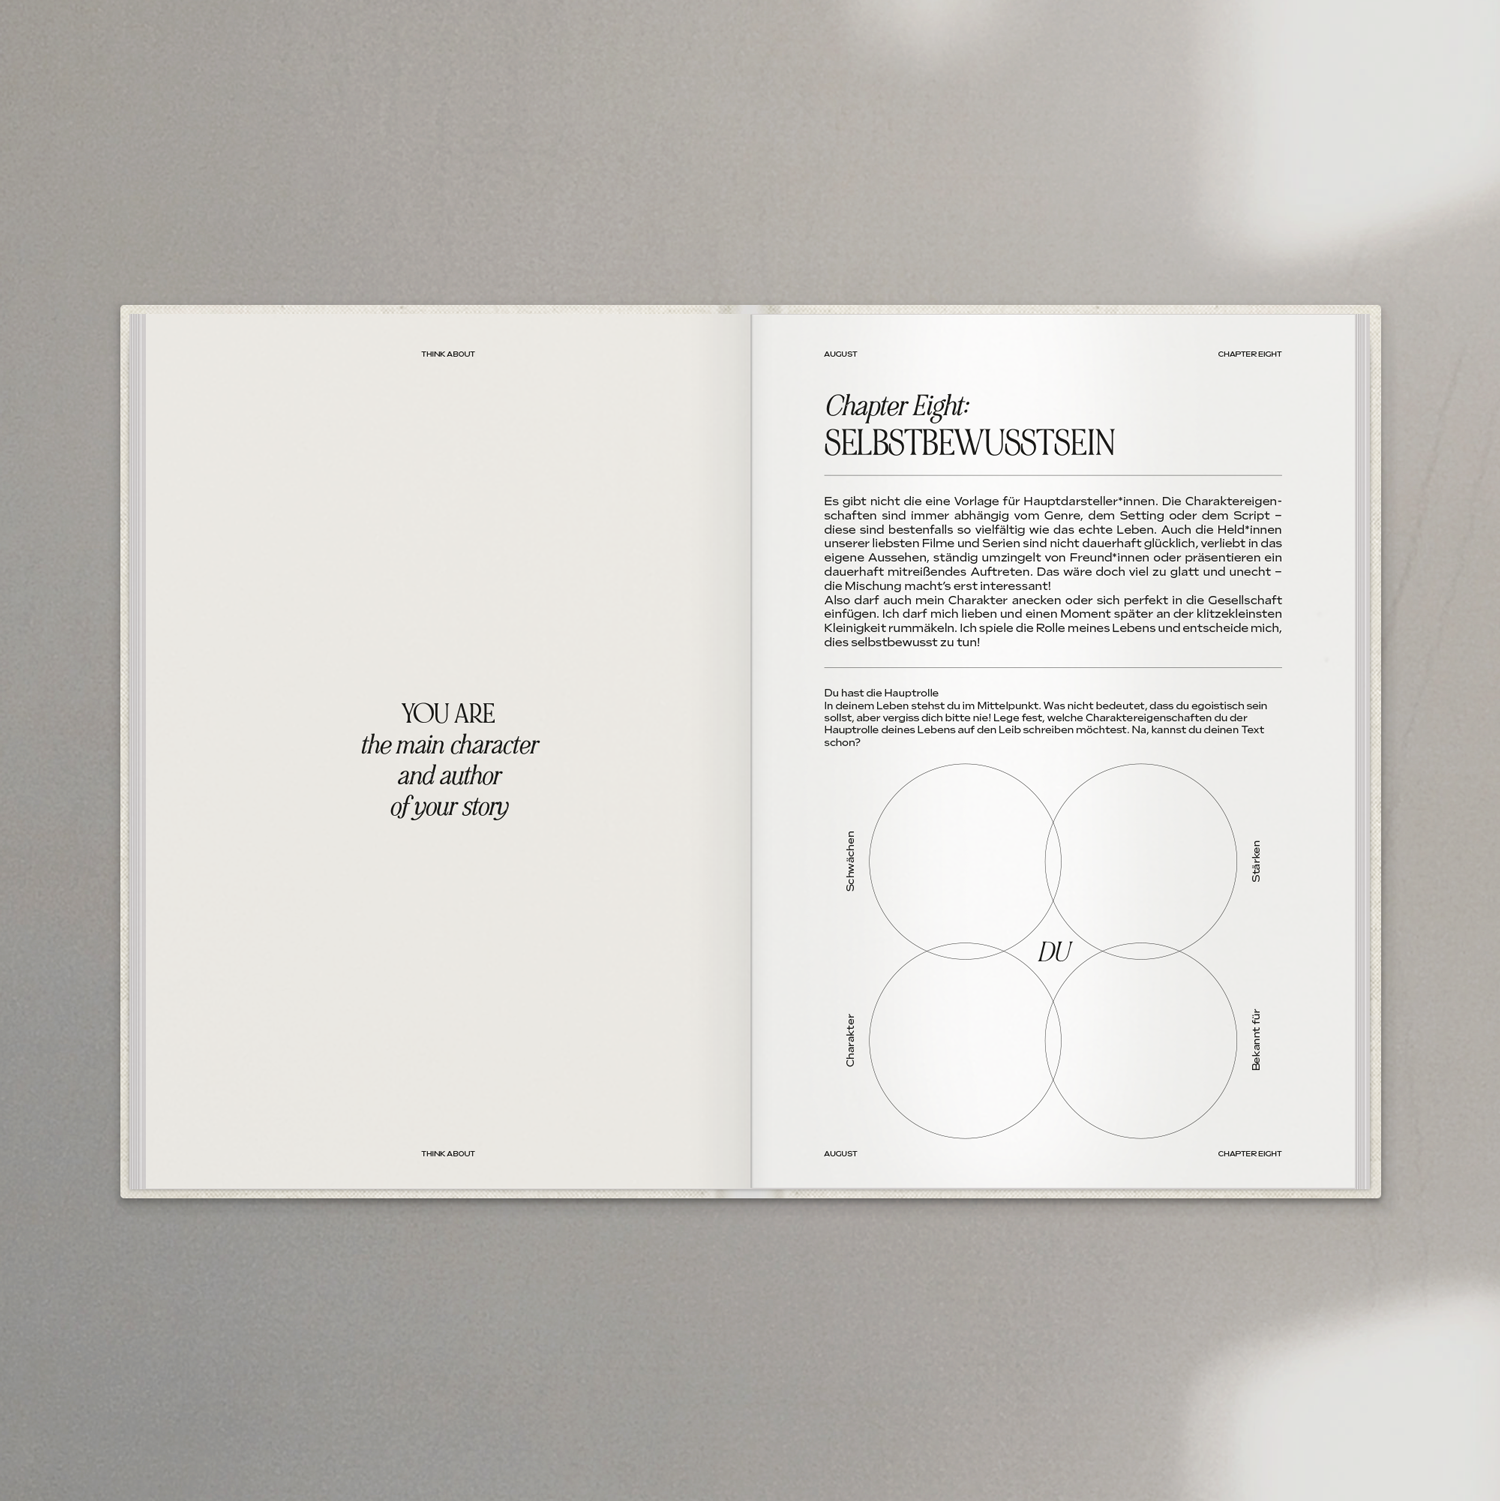 THINK ABOUT
YOU ARE
the main character
and author
of your story
THINK ABOUT
AUGUST
CHAPTER EIGHT
Chapter Eight:
SELBSTBEWUSSTSEIN
Es gibt nicht die eine Vorlage für Hauptdarsteller*innen. Die Charaktereigen-
schaften sind immer abhängig vom Genre, dem Setting oder dem Script –
diese sind bestenfalls so vielfältig wie das echte Leben. Auch die Held*innen
unserer liebsten Filme und Serien sind nicht dauerhaft glücklich, verliebt in das
eigene Aussehen, ständig umzingelt von Freund*innen oder präsentieren ein
dauerhaft mitreißendes Auftreten. Das wäre doch viel zu glatt und unecht –
die Mischung macht's erst interessant!
Also darf auch mein Charakter anecken oder sich perfekt in die Gesellschaft
einfügen. Ich darf mich lieben und einen Moment später an der klitzekleinsten
Kleinigkeit rummäkeln. Ich spiele die Rolle meines Lebens und entscheide mich,
dies selbstbewusst zu tun!
Du hast die Hauptrolle
In deinem Leben stehst du im Mittelpunkt. Was nicht bedeutet, dass du egoistisch sein
sollst, aber vergiss dich bitte nie! Lege fest, welche Charaktereigenschaften du der
Hauptrolle deines Lebens auf den Leib schreiben möchtest. Na, kannst du deinen Text
schon?
Schwächen
Stärken
DU
Charakter
Bekannt für
AUGUST
CHAPTER EIGHT